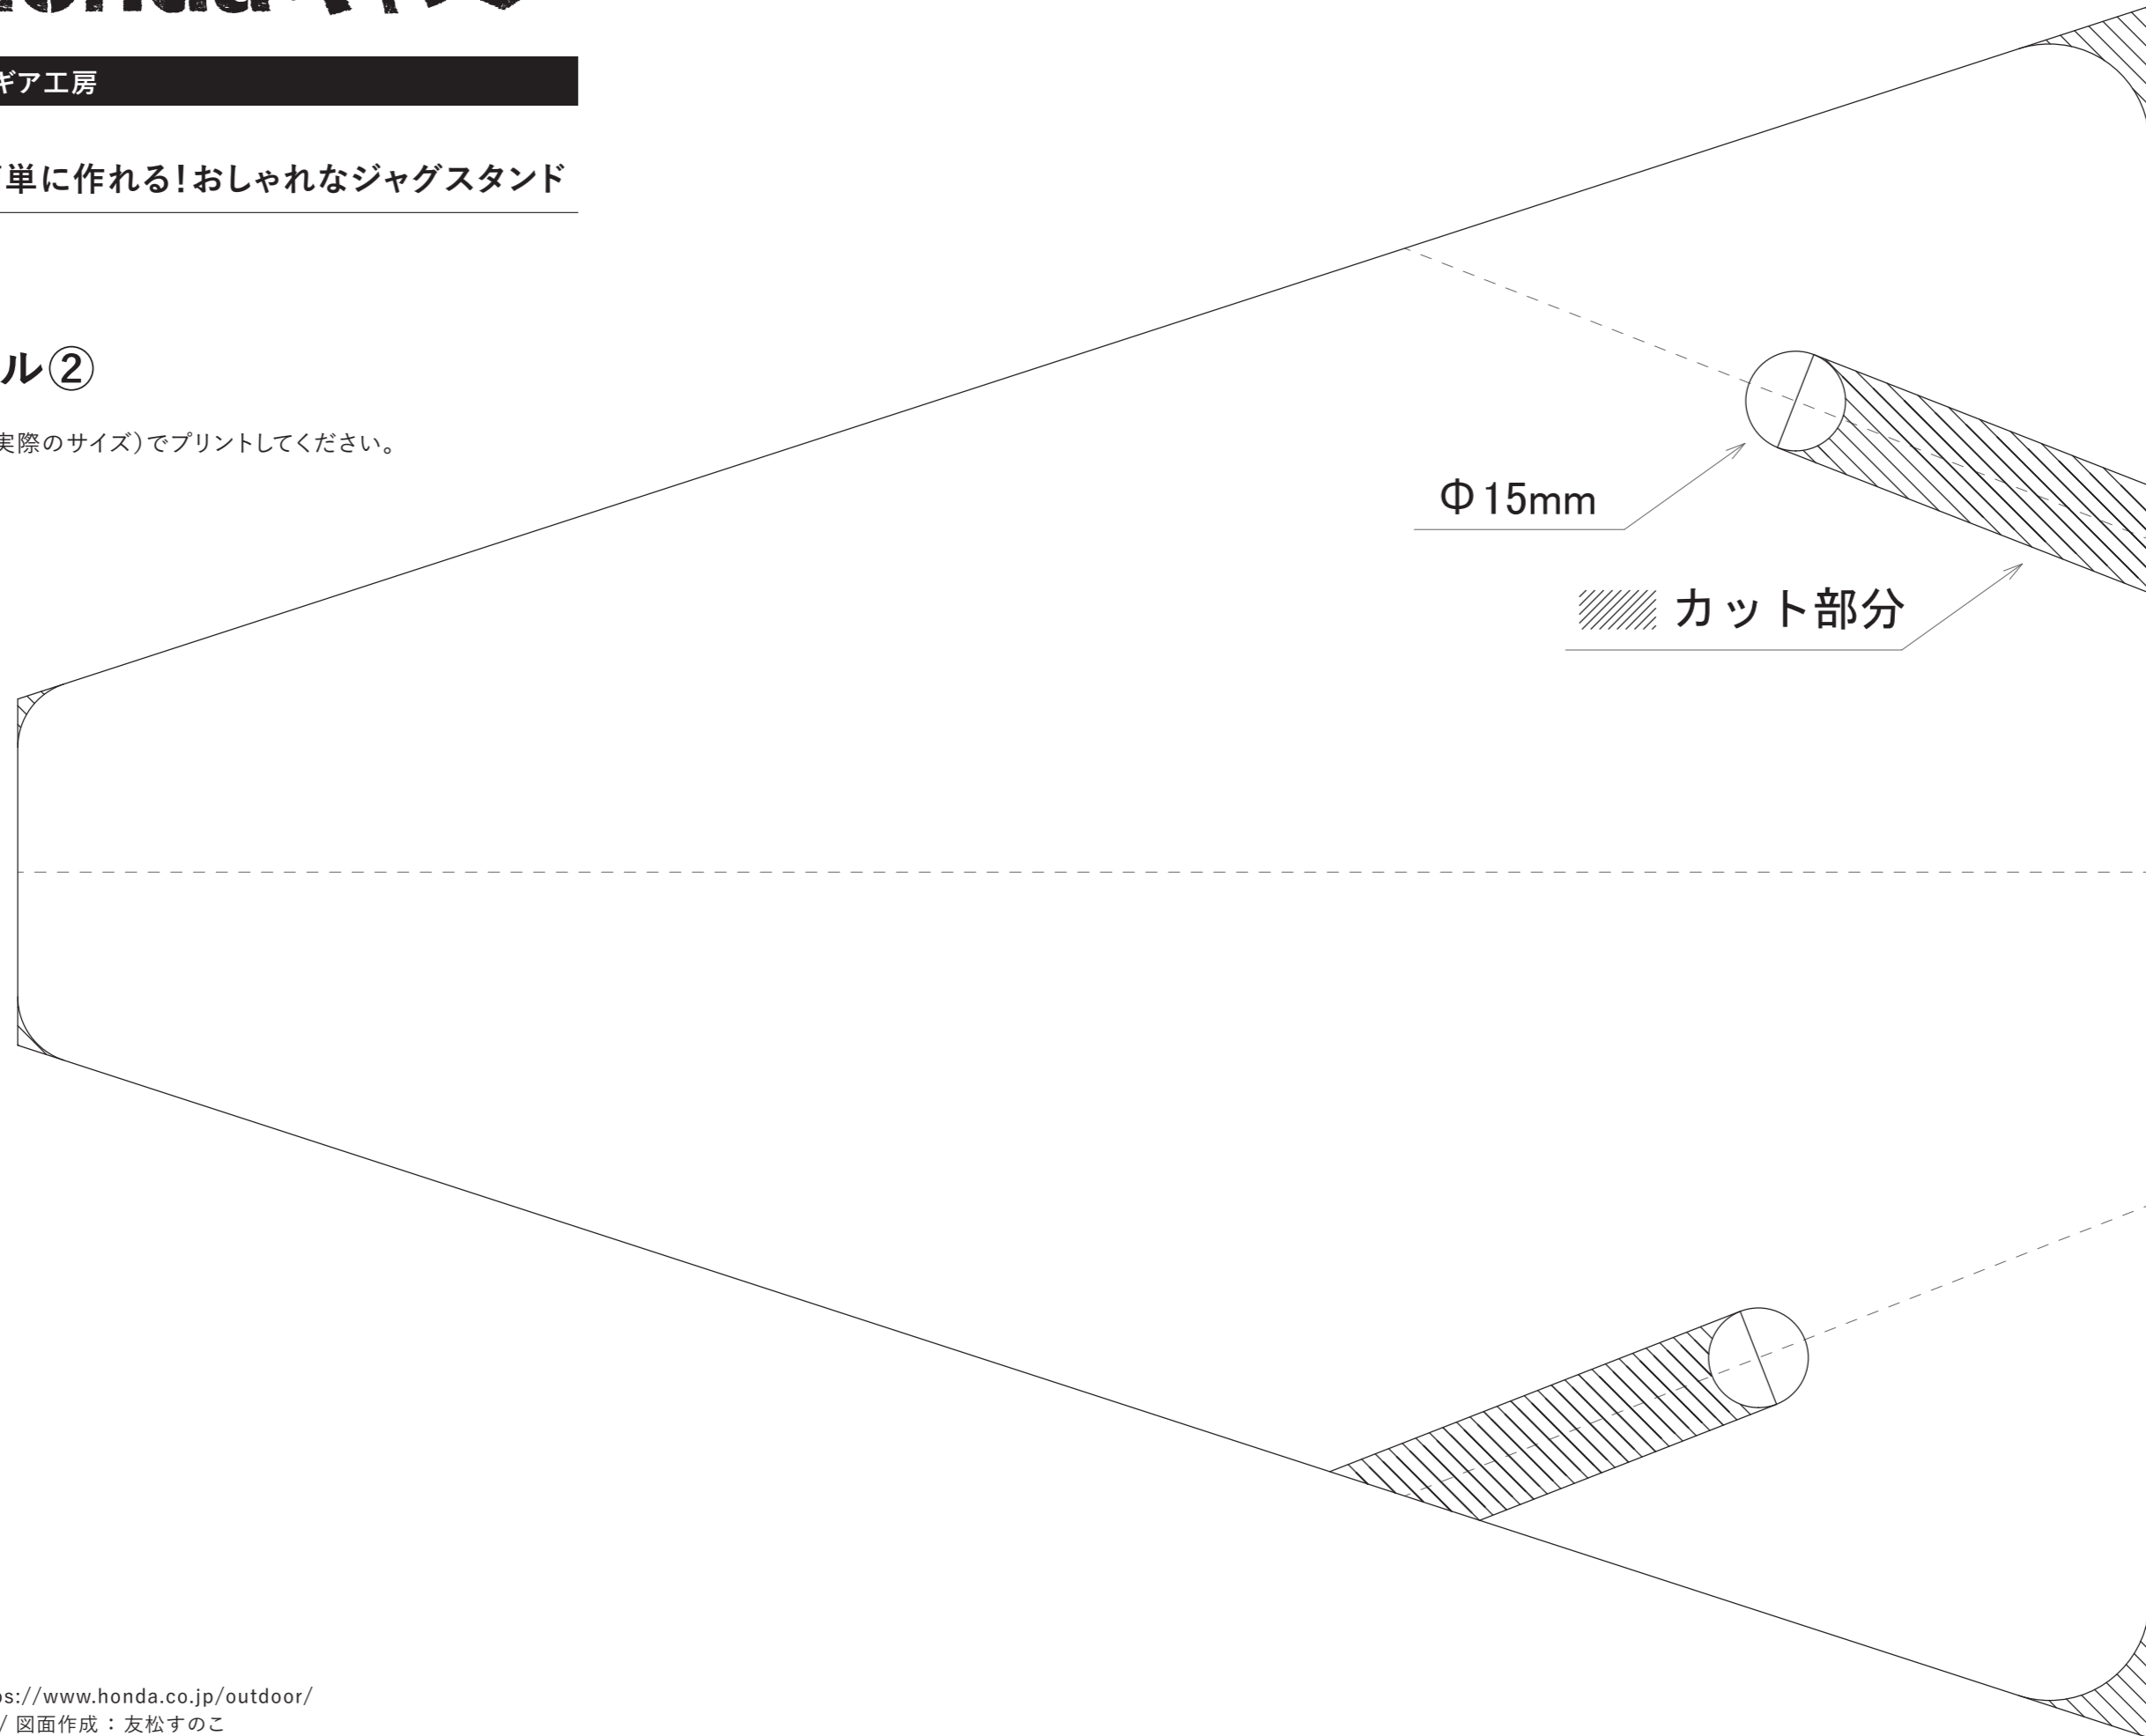 ギア工房
単に作れる!おしゃれなジャグスタンド
ル②
実際のサイズ)でプリントしてください。
Φ15mm
カット部分
ps://www.honda.co.jp/outdoor/
/ 図面作成：友松すのこ